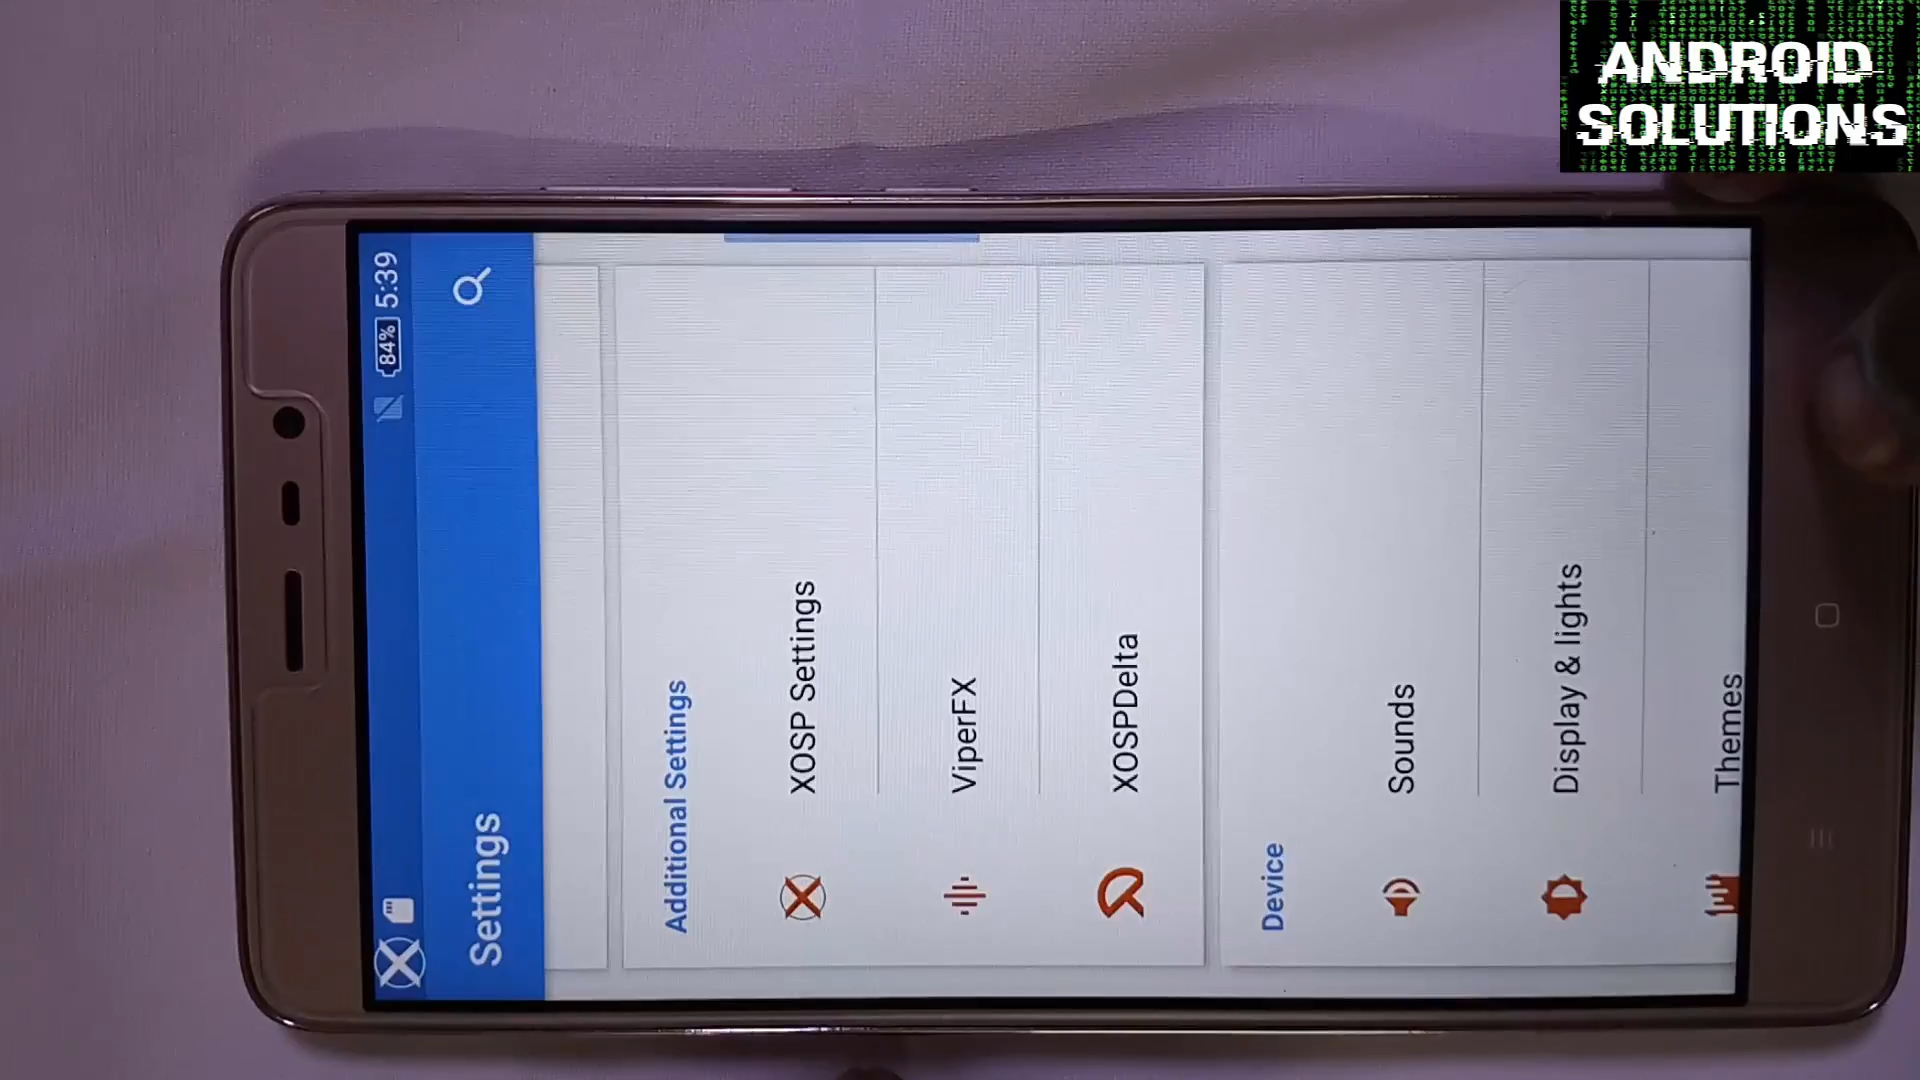 ANDROID
SOLUTIONS
84% 5:39
Settings
Additional Settings
XOSP Settings
ViperFX
XOSPDelta
Device
Sounds
Display & lights
Themes